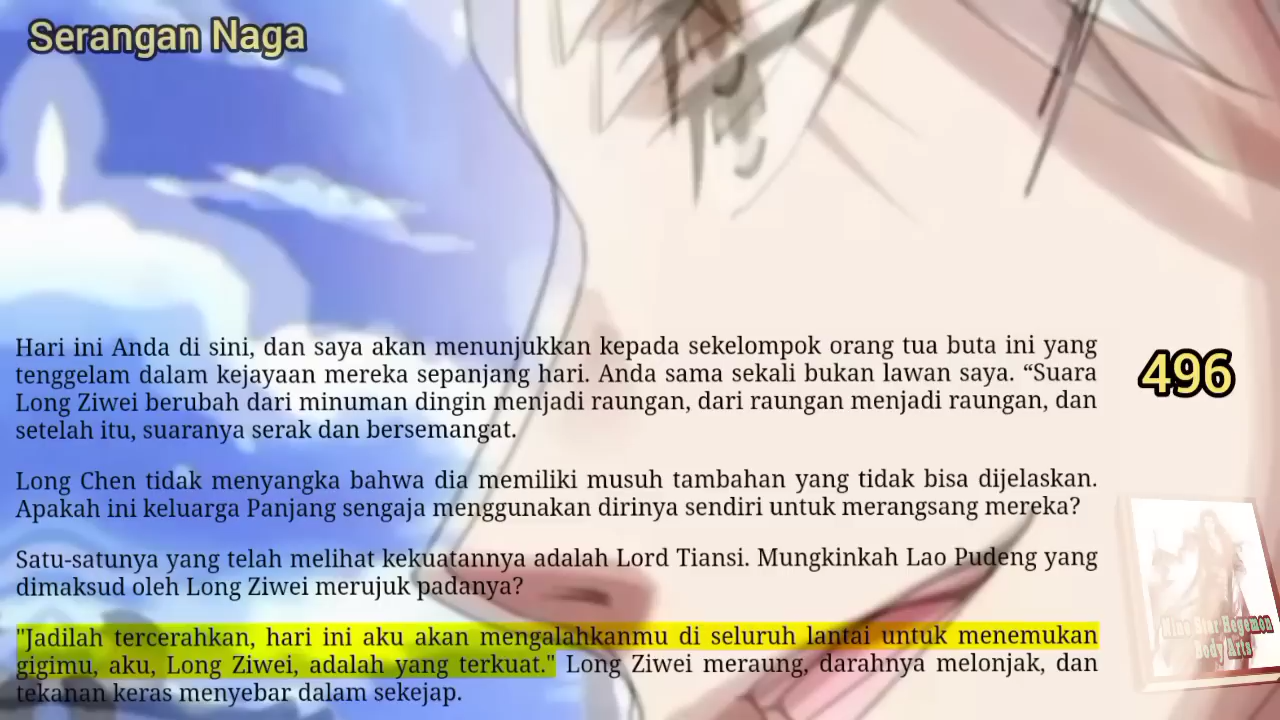 Serangan Naga
Hari ini Anda di sini, dan saya akan menunjukkan kepada sekelompok orang tua buta ini yang
tenggelam dalam kejayaan mereka sepanjang hari. Anda sama sekali bukan lawan saya. “Suara
Long Ziwei berubah dari minuman dingin menjadi raungan, dari raungan menjadi raungan, dan
setelah itu, suaranya serak dan bersemangat.
496
Long Chen tidak menyangka bahwa dia memiliki musuh tambahan yang tidak bisa dijelaskan.
Apakah ini keluarga Panjang sengaja menggunakan dirinya sendiri untuk merangsang mereka?
Satu-satunya yang telah melihat kekuatannya adalah Lord Tiansi. Mungkinkah Lao Pudeng yang
dimaksud oleh Long Ziwei merujuk padanya?
"Jadilah tercerahkan, hari ini aku akan mengalahkanmu di seluruh lantai untuk menemukan
gigimu, aku, Long Ziwei, adalah yang terkuat." Long Ziwei meraung, darahnya melonjak, dan
tekanan keras menyebar dalam sekejap.
Nine Star Hegemon
Body Arts